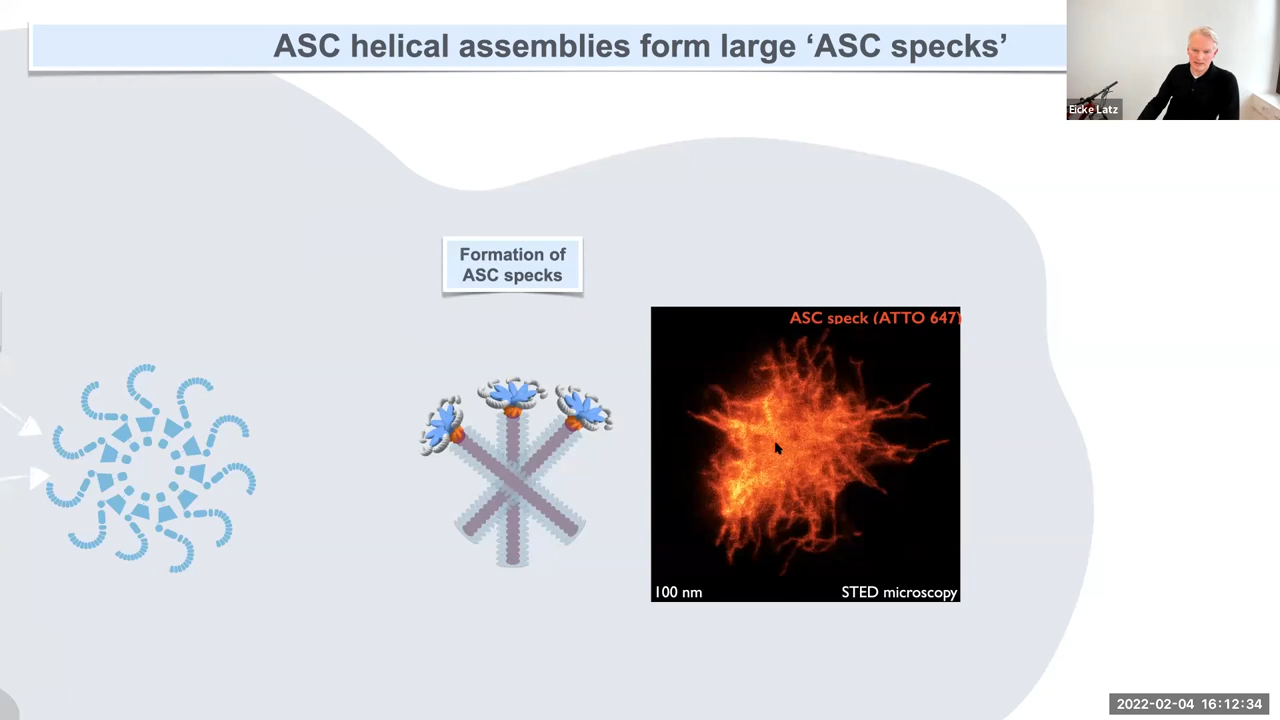 ASC helical assemblies form large ‘ASC specks’
Eicke Latz
Formation of
ASC specks
ASC speck (ATTO 647)
100 nm
STED microscopy
2022-02-04 16:12:34